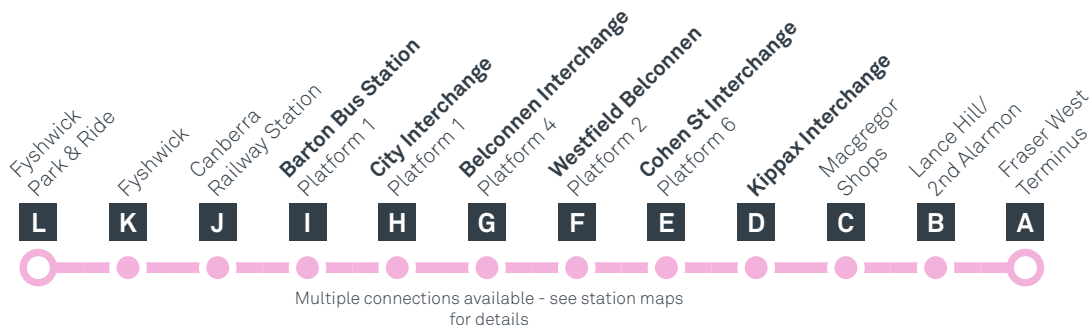 Fyshwick
Park & Ride
Fyshwick
Canberra
Railway Station
Barton Bus Station
Platform 1
City Interchange
Platform 1
Belconnen Interchange
Platform 4
Westfield Belconnen
Platform 2
Cohen St Interchange
Platform 6
Kippax Interchange
Macgregor
Shops
Lance Hill/
2nd Alarmon
Fraser West
Terminus
L K J I H G F E D C B A
Multiple connections available - see station maps
for details